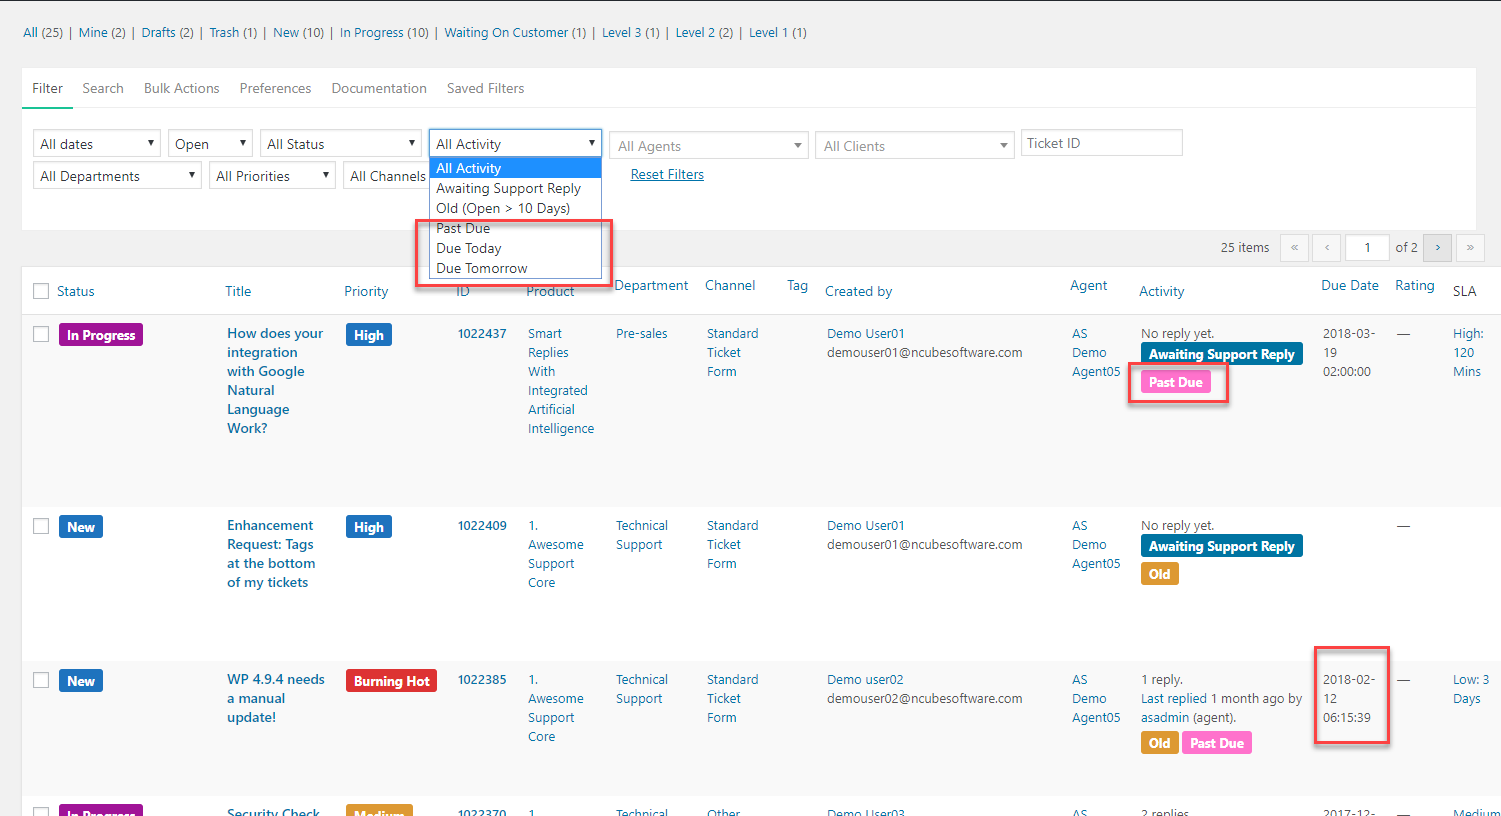 All (25) | Mine (2) | Drafts (2) | Trash (1) | New (10) | In Progress (10) | Waiting On Customer (1) | Level 3 (1) | Level 2 (2) | Level 1 (1)
Filter Search Bulk Actions Preferences Documentation Saved Filters
All dates Open All Status All Activity All Agents All Clients Ticket ID
All Departments All Priorities All Channels Reset Filters
All Activity
Awaiting Support Reply
Old (Open > 10 Days)
Past Due
Due Today
Due Tomorrow
25 items « ‹ 1 of 2 › »
Status Title Priority ID Product Department Channel Tag Created by Agent Activity Due Date Rating SLA
In Progress
How does your
integration
with Google
Natural
Language
Work?
High
1022437
Smart
Replies
With
Integrated
Artificial
Intelligence
Pre-sales
Standard
Ticket
Form
Demo User01
demouser01@ncubesoftware.com
AS
Demo
Agent05
No reply yet.
Awaiting Support Reply
Past Due
2018-03-
19
02:00:00
—
High:
120
Mins
New
Enhancement
Request: Tags
at the bottom
of my tickets
High
1022409
1.
Awesome
Support
Core
Technical
Support
Standard
Ticket
Form
Demo User01
demouser01@ncubesoftware.com
AS
Demo
Agent05
No reply yet.
Awaiting Support Reply
Old
—
New
WP 4.9.4 needs
a manual
update!
Burning Hot
1022385
1.
Awesome
Support
Core
Technical
Support
Standard
Ticket
Form
Demo user02
demouser02@ncubesoftware.com
AS
Demo
Agent05
1 reply.
Last replied 1 month ago by
asadmin (agent).
Old Past Due
2018-02-
12
06:15:39
—
Low: 3
Days
In Progress
Security Check
Medium
1022370
1.
Technical
Other
Demo User03
AS
2 replies.
2017-12-
—
Medium